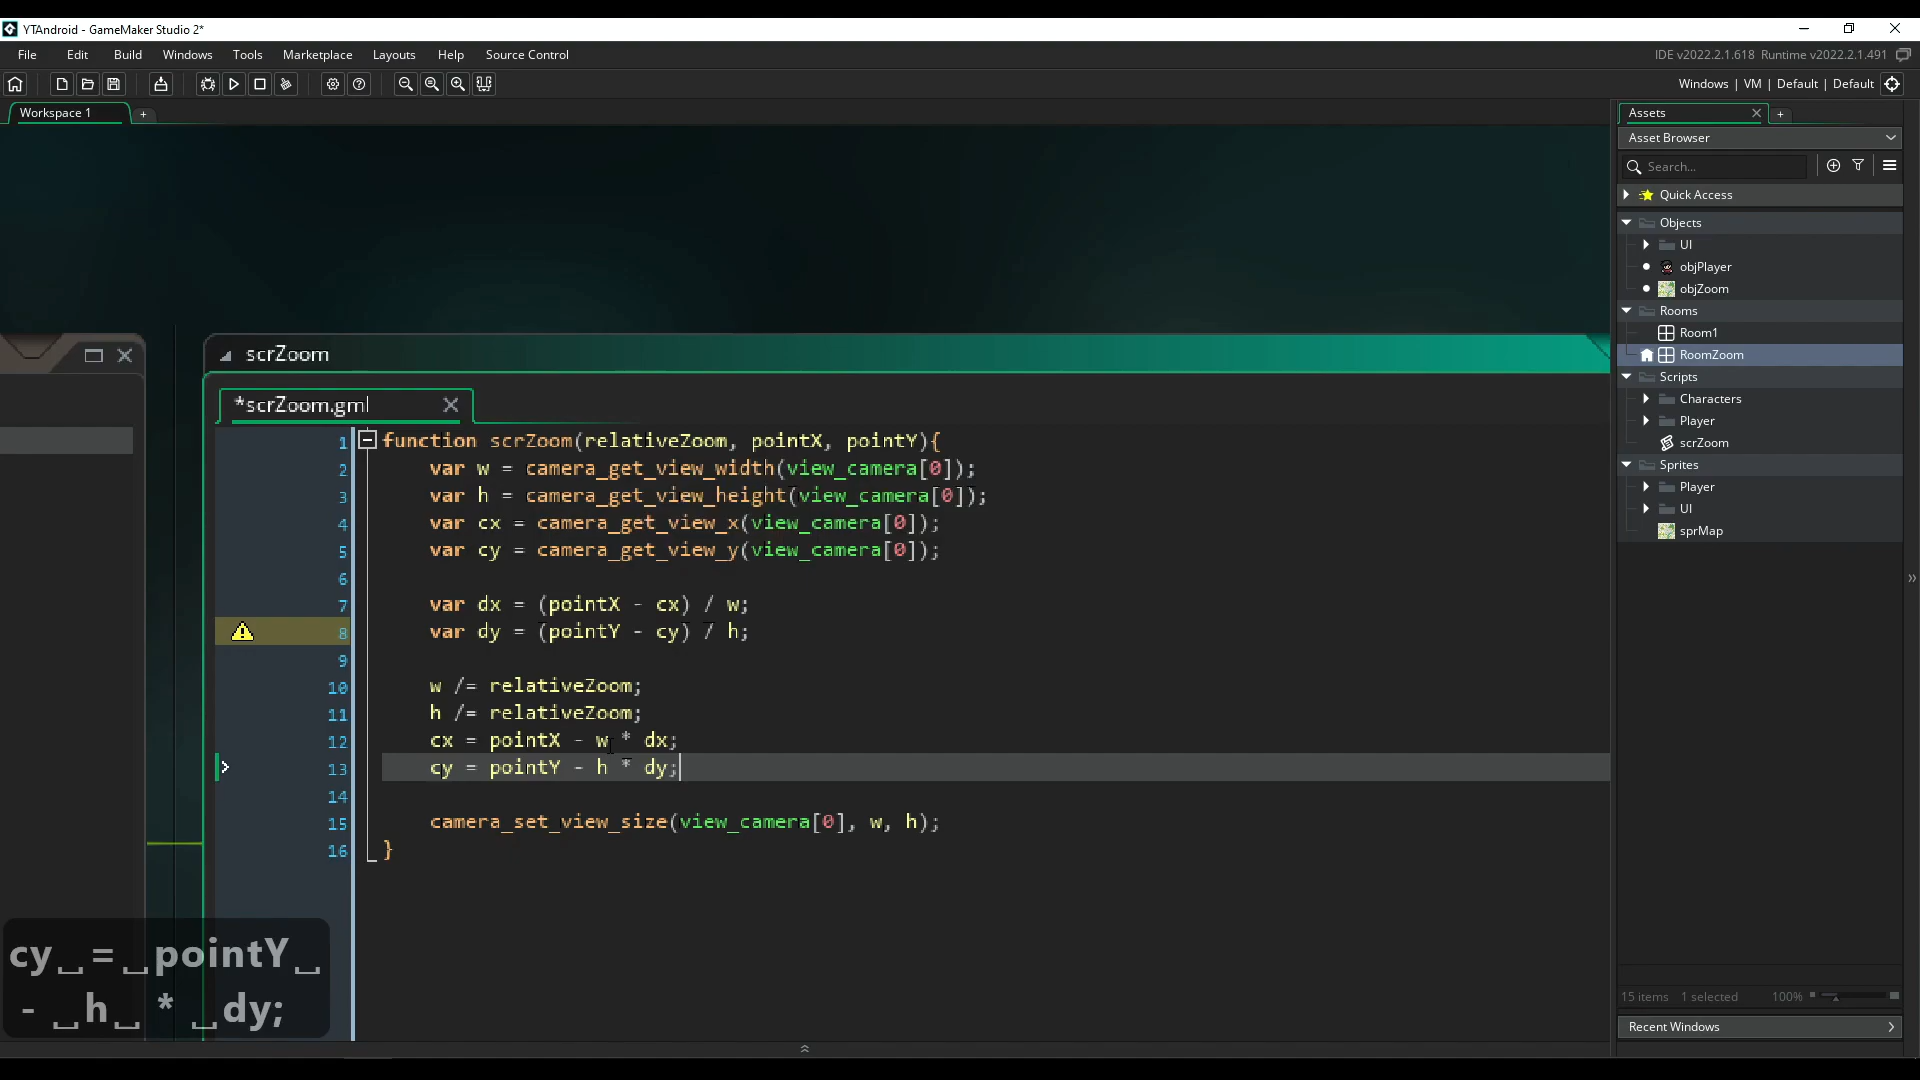 YTAndroid - GameMaker Studio 2*
File Edit Build Windows Tools Marketplace Layouts Help Source Control
IDE v2022.2.1.618 Runtime v2022.2.1.491
Windows | VM | Default | Default
Workspace 1
+
Assets
+
Asset Browser
Search...
Quick Access
Objects
UI
objPlayer
objZoom
Rooms
Room1
RoomZoom
Scripts
Characters
Player
scrZoom
Sprites
Player
UI
sprMap
scrZoom
*scrZoom.gml
1 function scrZoom(relativeZoom, pointX, pointY){
2 var w = camera_get_view_width(view_camera[0]);
3 var h = camera_get_view_height(view_camera[0]);
4 var cx = camera_get_view_x(view_camera[0]);
5 var cy = camera_get_view_y(view_camera[0]);
6
7 var dx = (pointX - cx) / w;
8 var dy = (pointY - cy) / h;
9
10 w /= relativeZoom;
11 h /= relativeZoom;
12 cx = pointX - w * dx;
13 cy = pointY - h * dy;
14
15 camera_set_view_size(view_camera[0], w, h);
16 }
cy␣=␣pointY␣
-␣h␣*␣dy;
15 items 1 selected 100%
Recent Windows